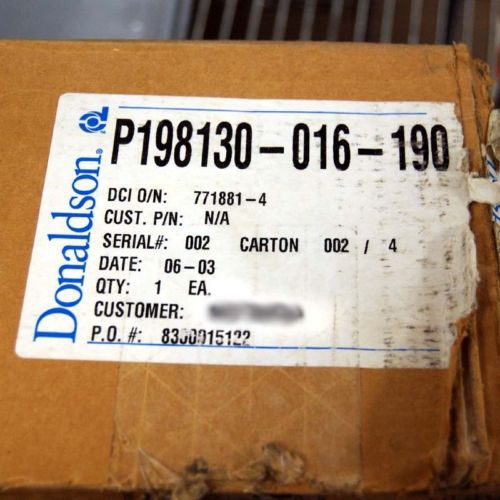 Donaldson®
P198130-016-190
DCI O/N: 771881-4
CUST. P/N: N/A
SERIAL#: 002 CARTON 002 / 4
DATE: 06-03
QTY: 1 EA.
CUSTOMER:
P.O. #: 8300015122